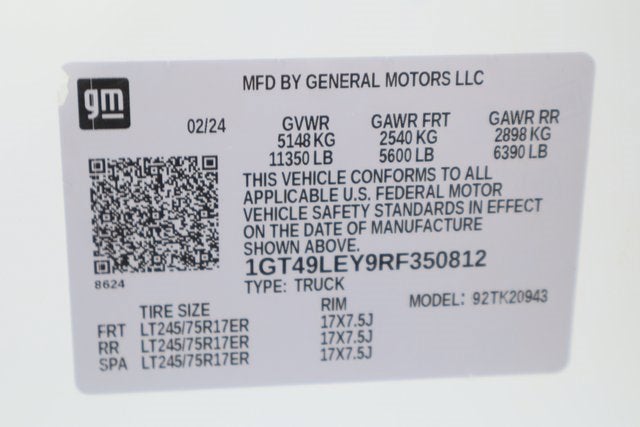 gm
MFD BY GENERAL MOTORS LLC
02/24 GVWR GAWR FRT GAWR RR
5148 KG 2540 KG 2898 KG
11350 LB 5600 LB 6390 LB
THIS VEHICLE CONFORMS TO ALL
APPLICABLE U.S. FEDERAL MOTOR
VEHICLE SAFETY STANDARDS IN EFFECT
ON THE DATE OF MANUFACTURE
SHOWN ABOVE.
1GT49LEY9RF350812
8624
TYPE: TRUCK MODEL: 92TK20943
TIRE SIZE RIM
FRT LT245/75R17ER 17X7.5J
RR LT245/75R17ER 17X7.5J
SPA LT245/75R17ER 17X7.5J